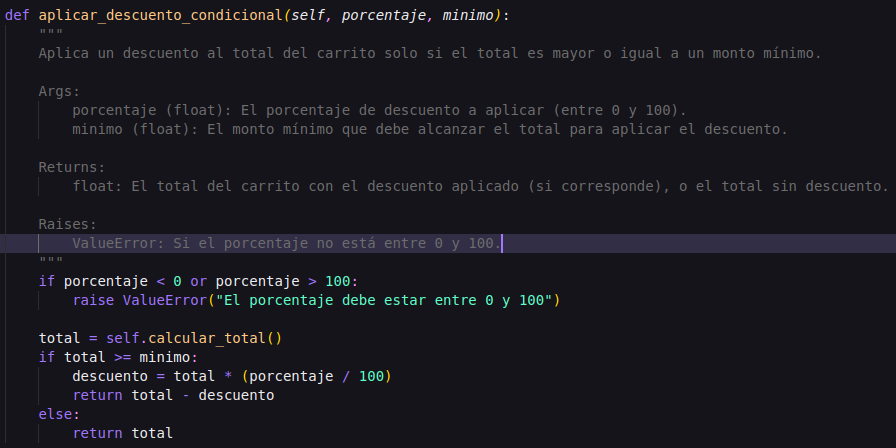 def aplicar_descuento_condicional(self, porcentaje, minimo):
    """
    Aplica un descuento al total del carrito solo si el total es mayor o igual a un monto mínimo.

    Args:
        porcentaje (float): El porcentaje de descuento a aplicar (entre 0 y 100).
        minimo (float): El monto mínimo que debe alcanzar el total para aplicar el descuento.

    Returns:
        float: El total del carrito con el descuento aplicado (si corresponde), o el total sin descuento.

    Raises:
        ValueError: Si el porcentaje no está entre 0 y 100.
    """
    if porcentaje < 0 or porcentaje > 100:
        raise ValueError("El porcentaje debe estar entre 0 y 100")

    total = self.calcular_total()
    if total >= minimo:
        descuento = total * (porcentaje / 100)
        return total - descuento
    else:
        return total